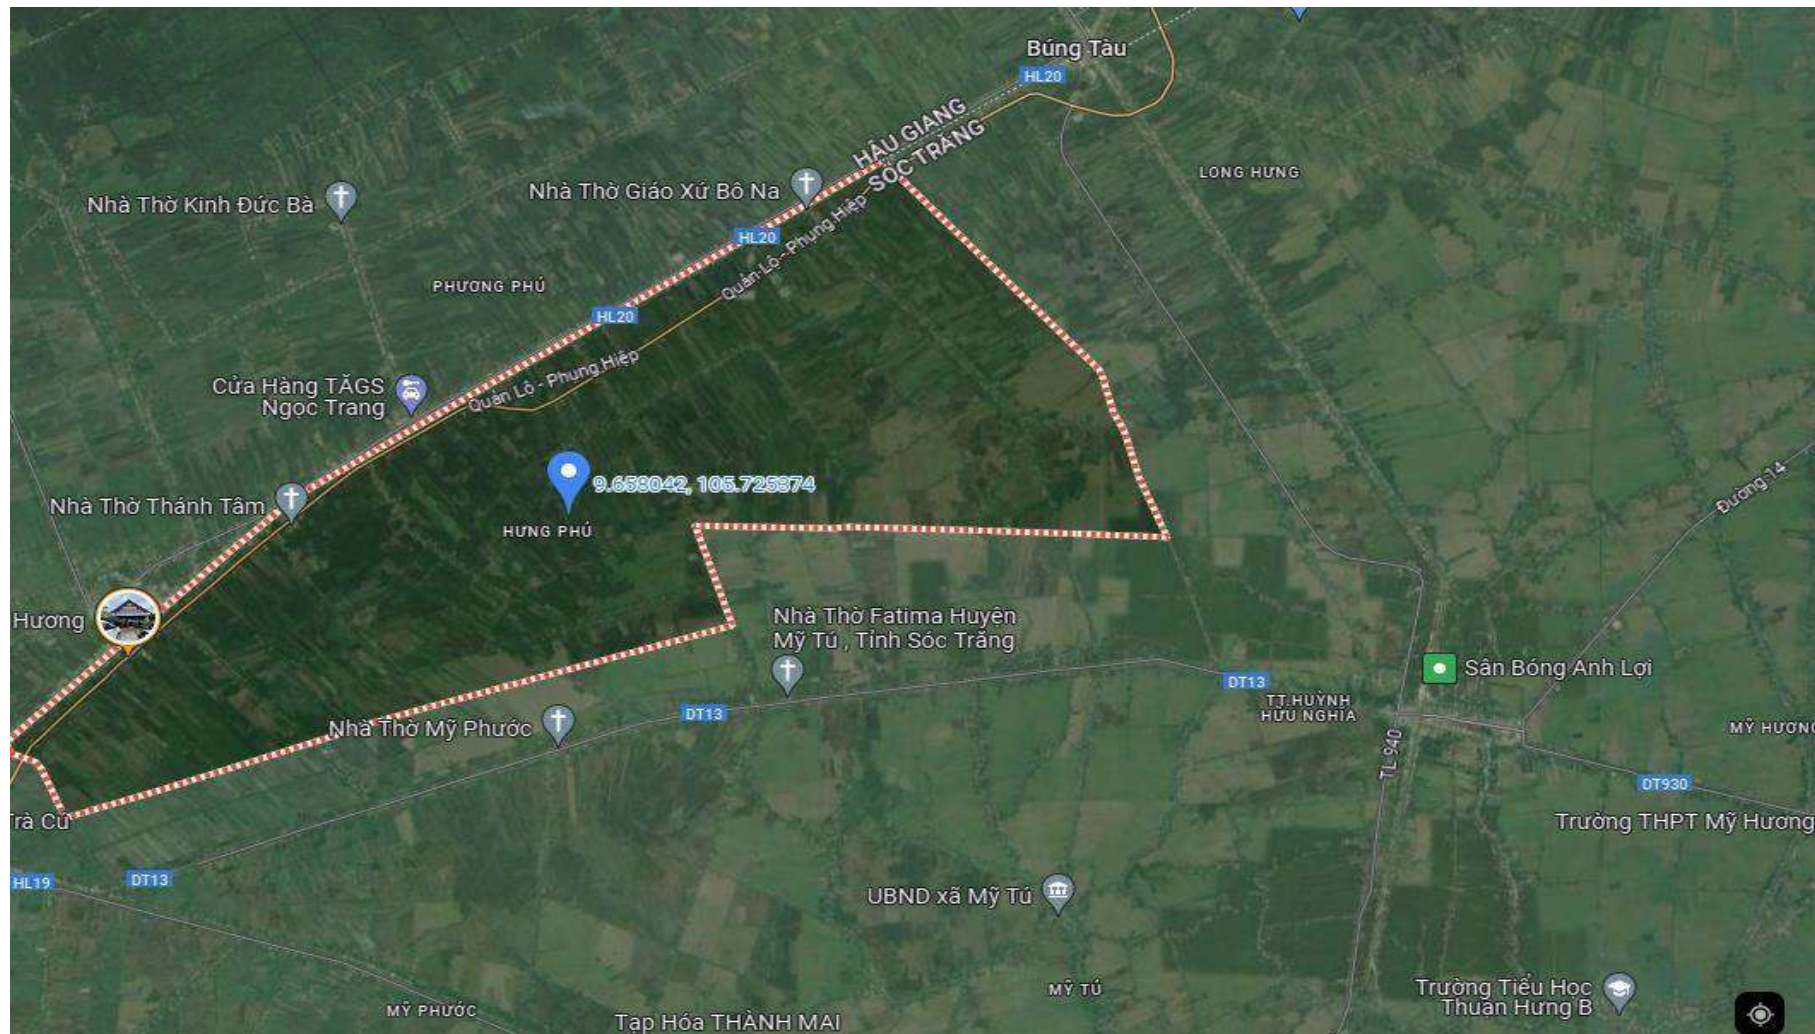 Búng Tàu
HL20
HẬU GIANG
SÓC TRĂNG
LONG HƯNG
Nhà Thờ Giáo Xứ Bô Na
Nhà Thờ Kinh Đức Bà
HL20
Quản Lộ - Phụng Hiệp
PHƯƠNG PHÚ
HL20
Quản Lộ - Phụng Hiệp
Cửa Hàng TĂGS
Ngọc Trang
9.658042, 105.725374
Đường 14
Nhà Thờ Thánh Tâm
HƯNG PHÚ
Hương
Nhà Thờ Fatima Huyện
Mỹ Tú , Tỉnh Sóc Trăng
Sân Bóng Anh Lợi
DT13
TT.HUỲNH
HỮU NGHĨA
DT13
Nhà Thờ Mỹ Phước
MỸ HƯƠNG
TL 940
DT930
Trà Cú
Trường THPT Mỹ Hương
HL19
DT13
UBND xã Mỹ Tú
MỸ TÚ
Trường Tiểu Học
Thuận Hưng B
MỸ PHƯỚC
Tạp Hóa THÀNH MAI